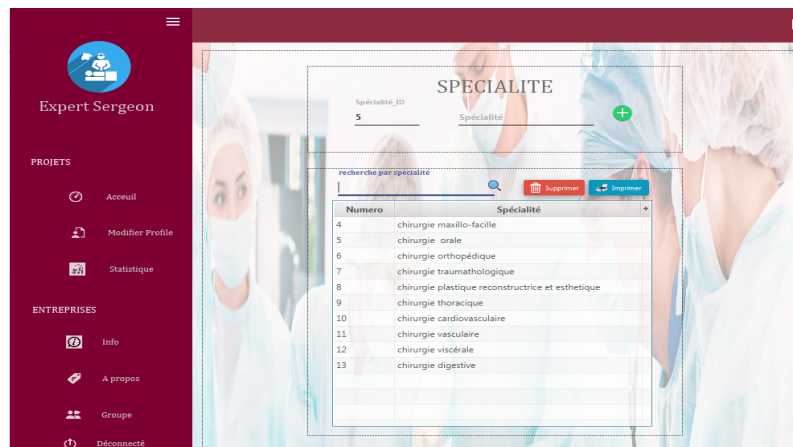 Expert Sergeon
PROJETS
Acceuil
Modifier Profile
Statistique
ENTREPRISES
Info
A propos
Groupe
Déconnecté
SPECIALITE
Spécialité_ID
5
Spécialité
recherche par spécialité
Supprimer
Imprimer
Numero Spécialité +
4 chirurgie maxillo-facille
5 chirurgie orale
6 chirurgie orthopédique
7 chirurgie traumathologique
8 chirurgie plastique reconstructrice et esthetique
9 chirurgie thoracique
10 chirurgie cardiovasculaire
11 chirurgie vasculaire
12 chirurgie viscérale
13 chirurgie digestive